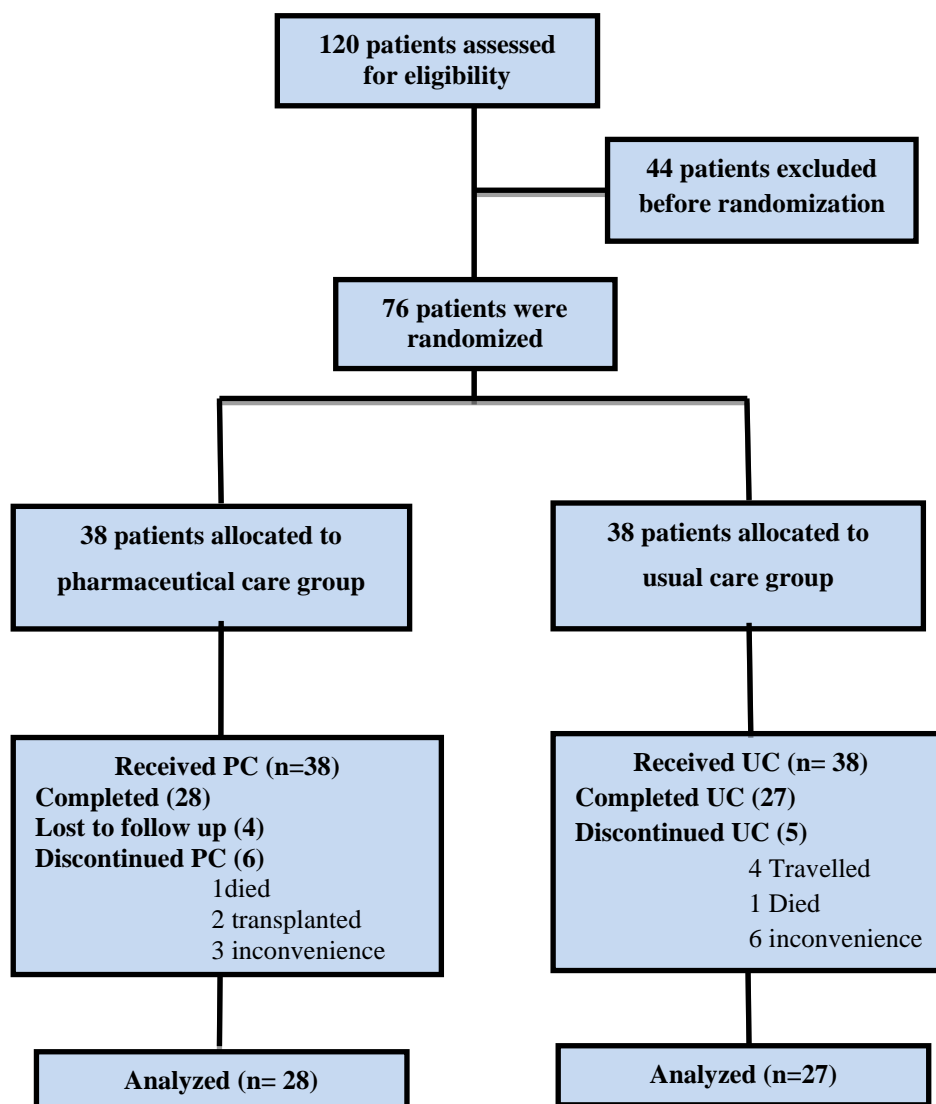 120 patients assessed
for eligibility
44 patients excluded
before randomization
76 patients were
randomized
38 patients allocated to
pharmaceutical care group
38 patients allocated to
usual care group
Received PC (n=38)
Completed (28)
Lost to follow up (4)
Discontinued PC (6)
1died
2 transplanted
3 inconvenience
Received UC (n= 38)
Completed UC (27)
Discontinued UC (5)
4 Travelled
1 Died
6 inconvenience
Analyzed (n= 28)
Analyzed (n=27)